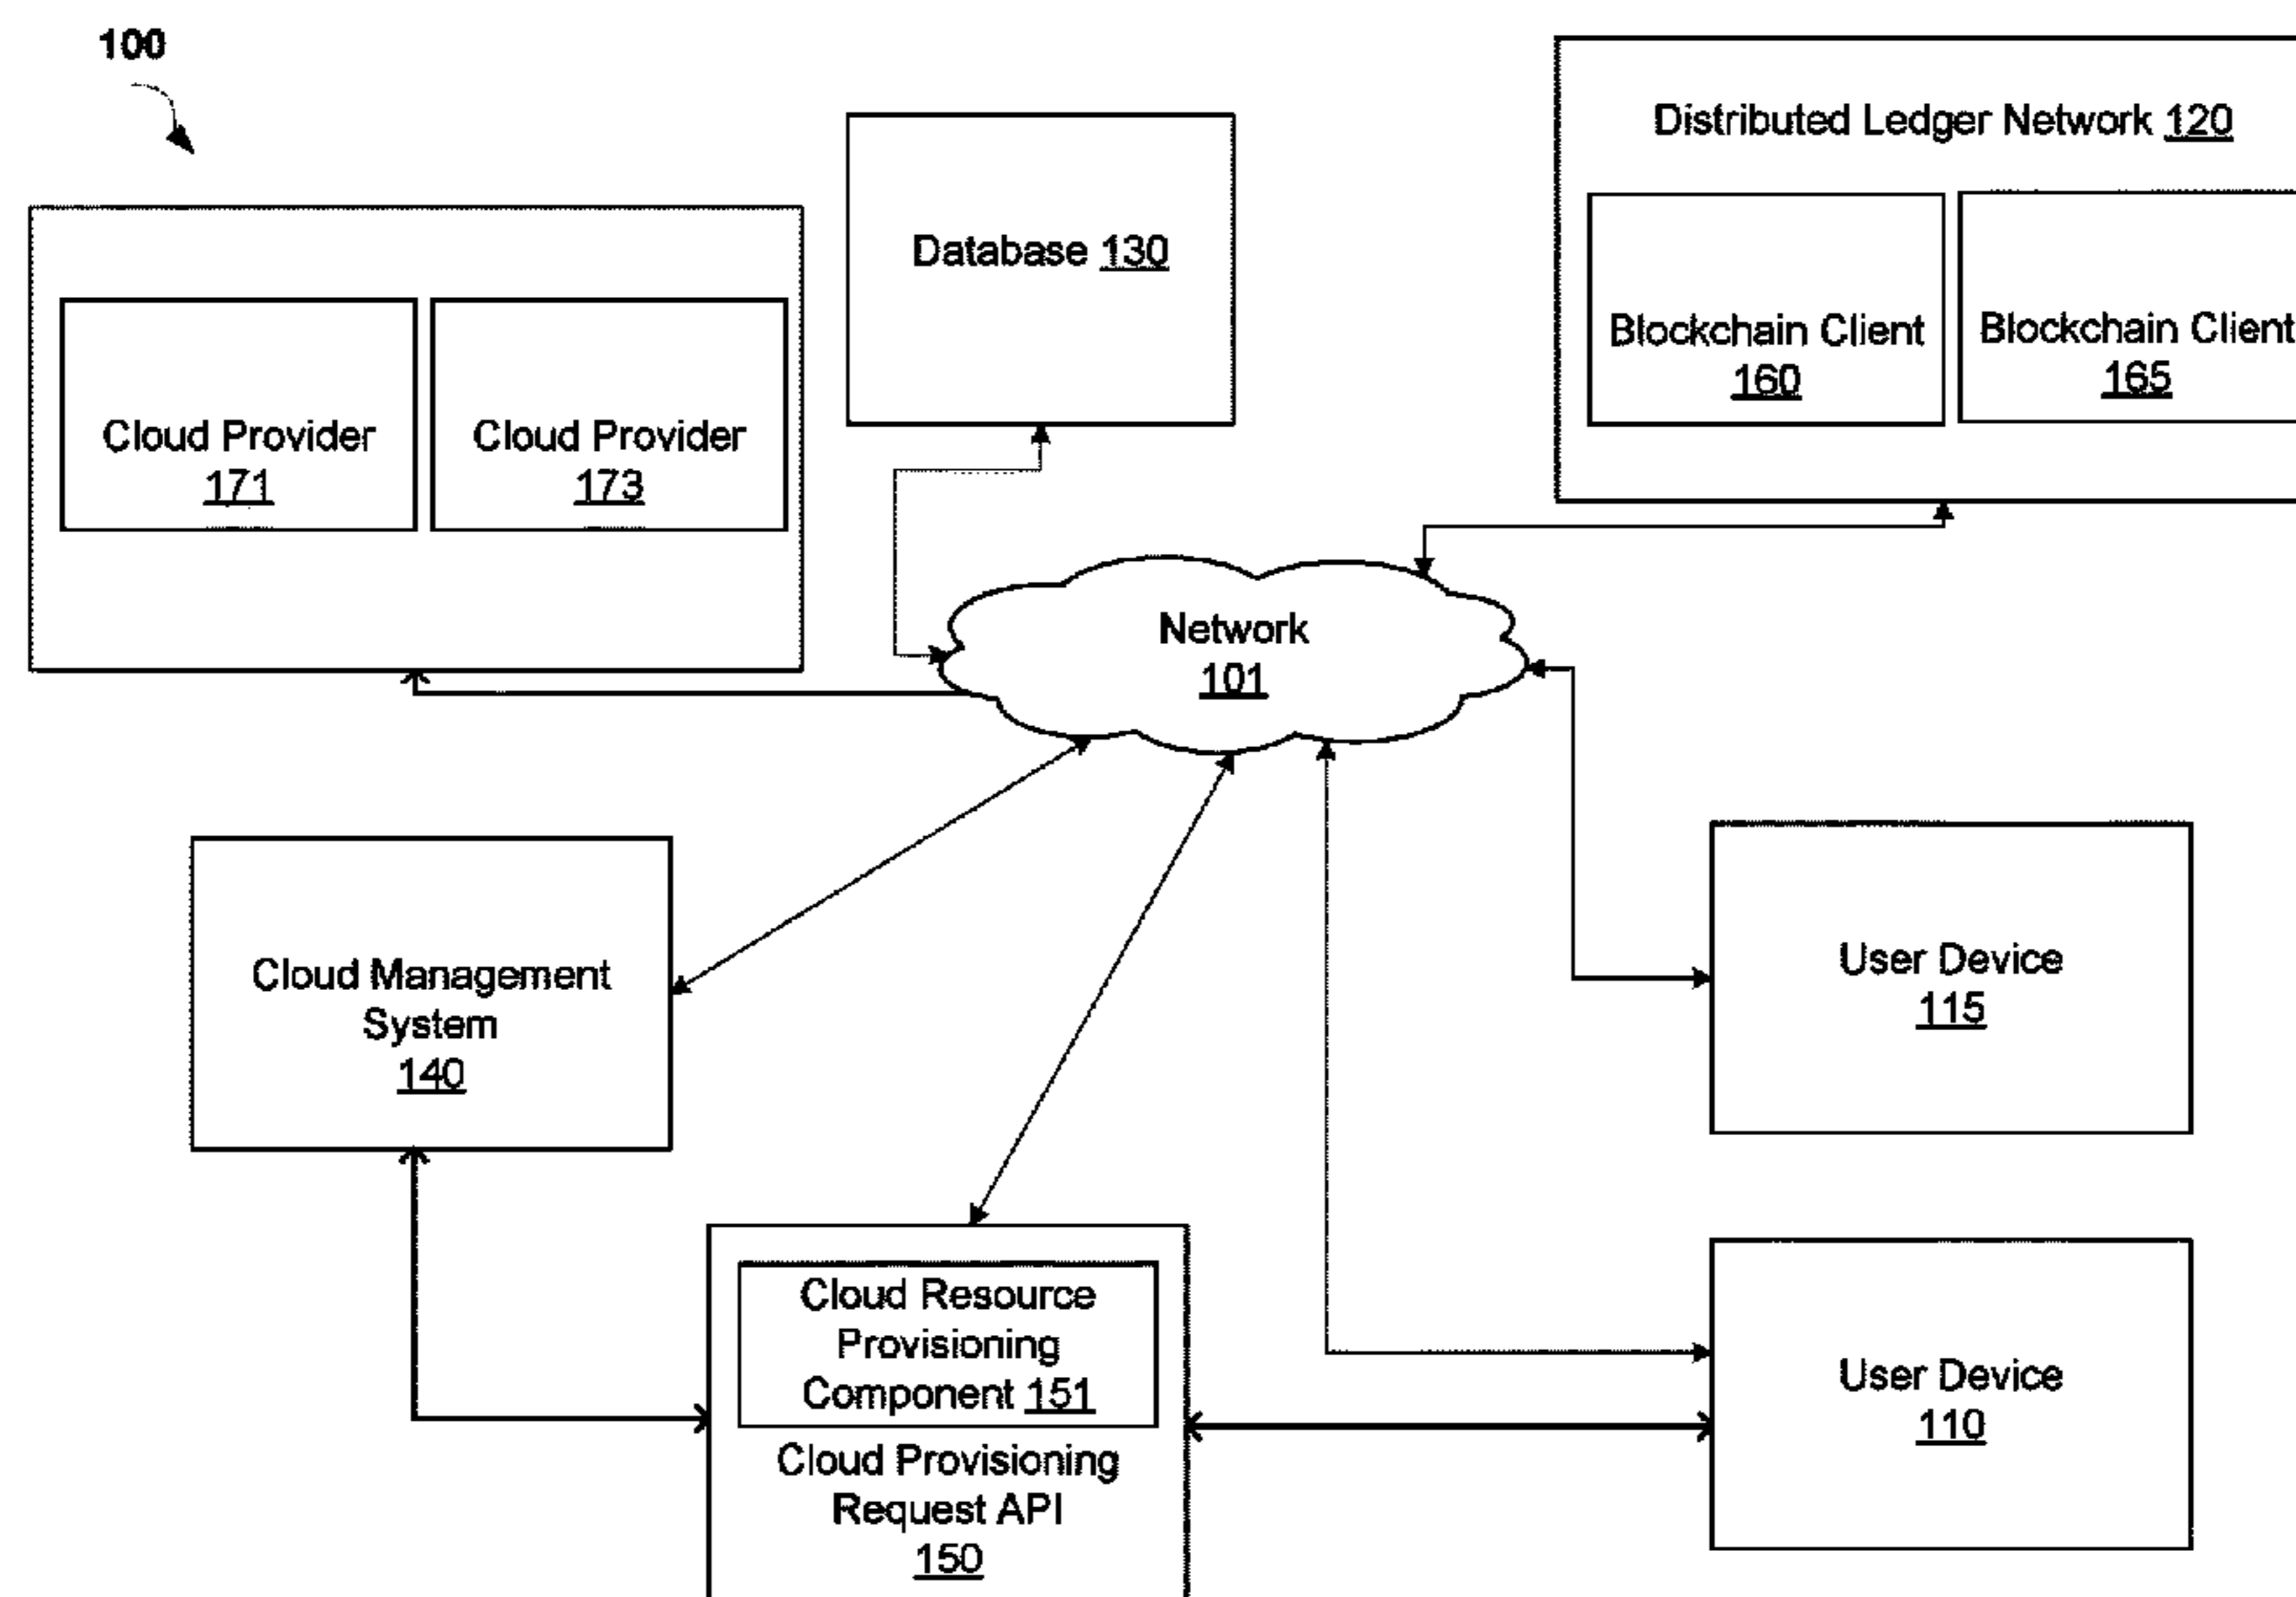 100
Distributed Ledger Network 120
Database 130
Blockchain Client
160
Blockchain Client
165
Cloud Provider
171
Cloud Provider
173
Network
101
Cloud Management
System
140
User Device
115
Cloud Resource
Provisioning
Component 151
Cloud Provisioning
Request API
150
User Device
110